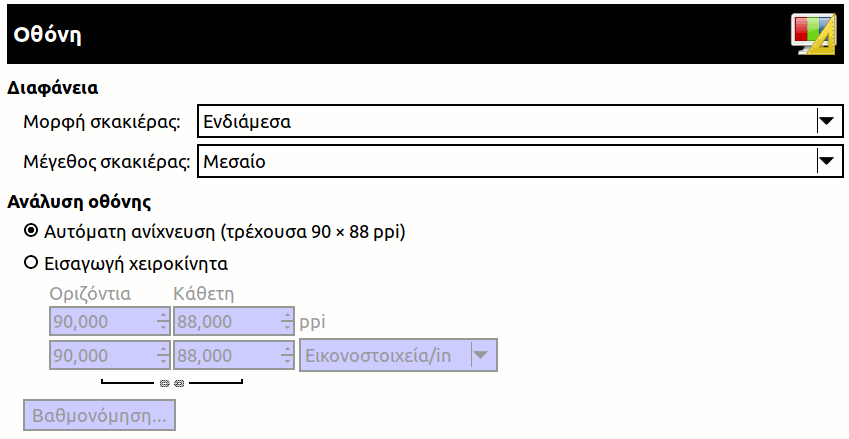 Οθόνη
Διαφάνεια
Μορφή σκακιέρας: Ενδιάμεσα
Μέγεθος σκακιέρας: Μεσαίο
Ανάλυση οθόνης
Αυτόματη ανίχνευση (τρέχουσα 90 × 88 ppi)
Εισαγωγή χειροκίνητα
Οριζόντια Κάθετη
90,000 88,000 ppi
90,000 88,000 Εικονοστοιχεία/in
Βαθμονόμηση...